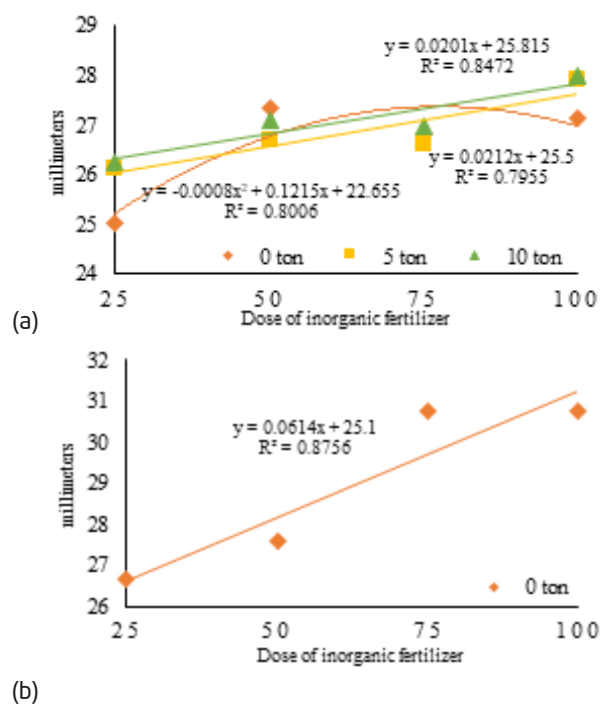 28
27
26
25
24
millimeters
y = 0.0201x + 25.815
R² = 0.8472
y = 0.0212x + 25.5
R² = 0.7955
y = -0.0008x² + 0.1215x + 22.655
R² = 0.8006
0 ton 5 ton 10 ton
25 50 75 100
Dose of inorganic fertilizer
(a)
32
31
30
29
28
27
26
millimeters
y = 0.0614x + 25.1
R² = 0.8756
0 ton
25 50 75 100
Dose of inorganic fertilizer
(b)